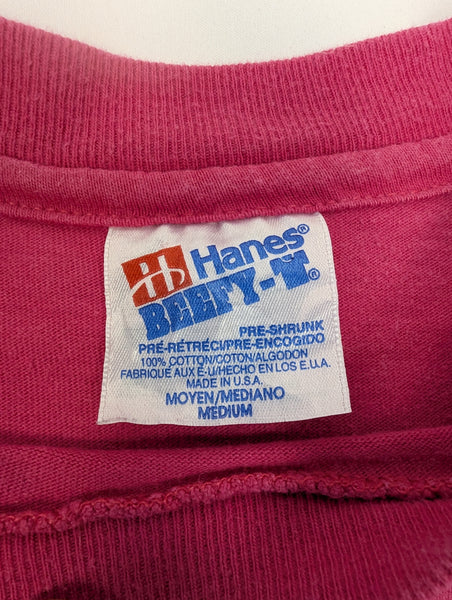 Hb Hanes®
BEEFY-T®
PRE-SHRUNK
PRÉ-RÉTRÉCI/PRE-ENCOGIDO
100% COTTON/COTON/ALGODON
FABRIQUE AUX E-U/HECHO EN LOS E.U.A.
MADE IN U.S.A.
MOYEN/MEDIANO
MEDIUM